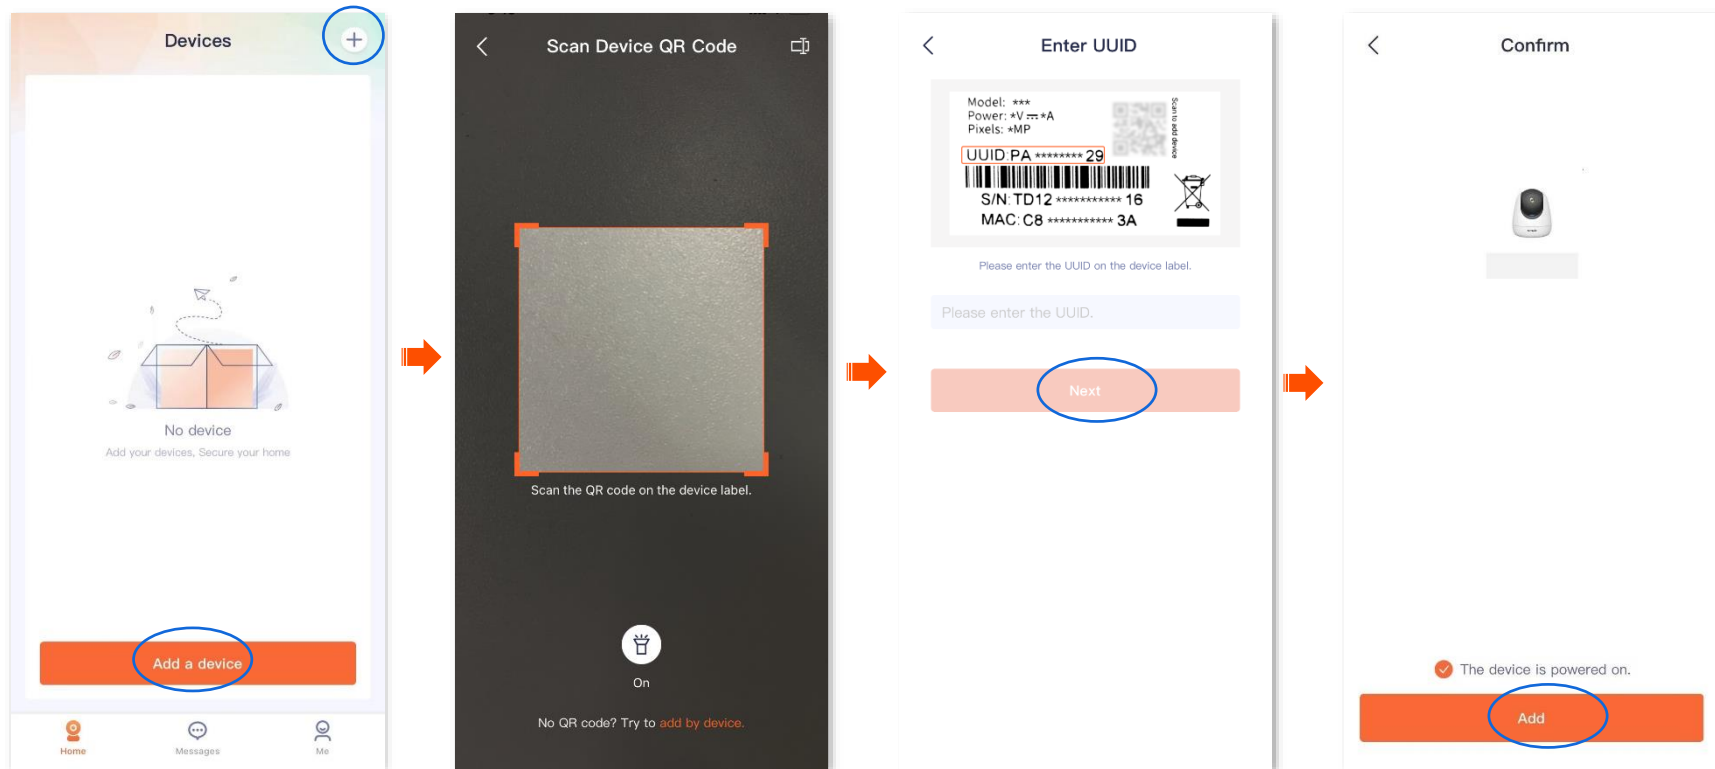 Devices
No device
Add your devices, Secure your home
Add a device
Home
Messages
Me
Scan Device QR Code
Scan the QR code on the device label.
On
No QR code? Try to add by device.
Enter UUID
Model: ***
Power: *V ⎓ *A
Pixels: *MP
Scan to add device
UUID:PA ******** 29
S/N: TD12 *********** 16
MAC: C8 *********** 3A
Please enter the UUID on the device label.
Please enter the UUID.
Next
Confirm
The device is powered on.
Add